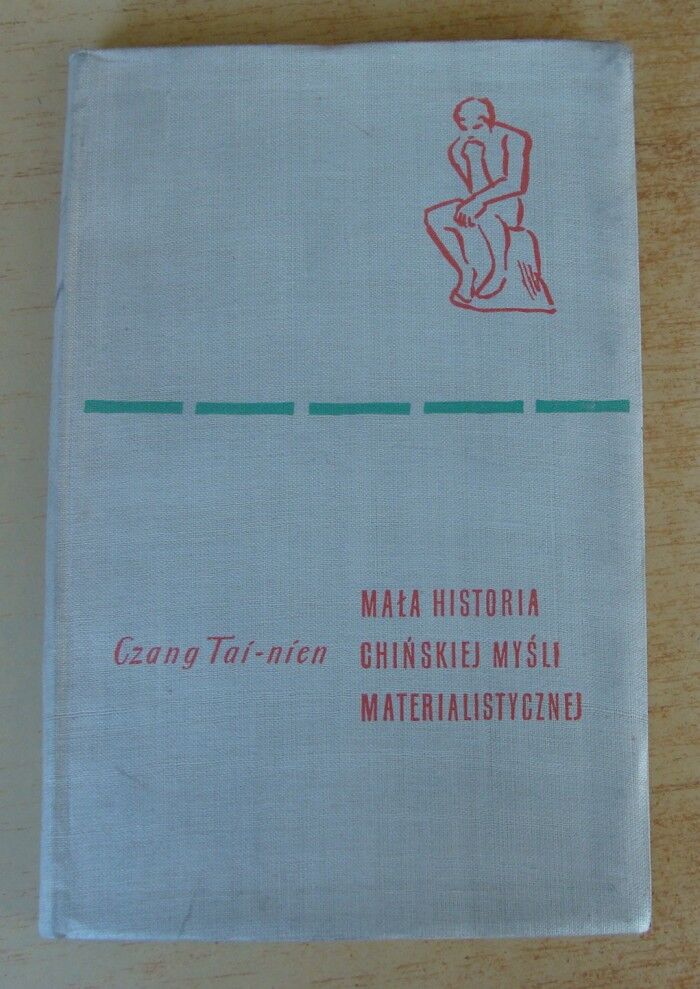 MAŁA HISTORIA
Czang Tai-nien CHIŃSKIEJ MYŚLI
MATERIALISTYCZNEJ